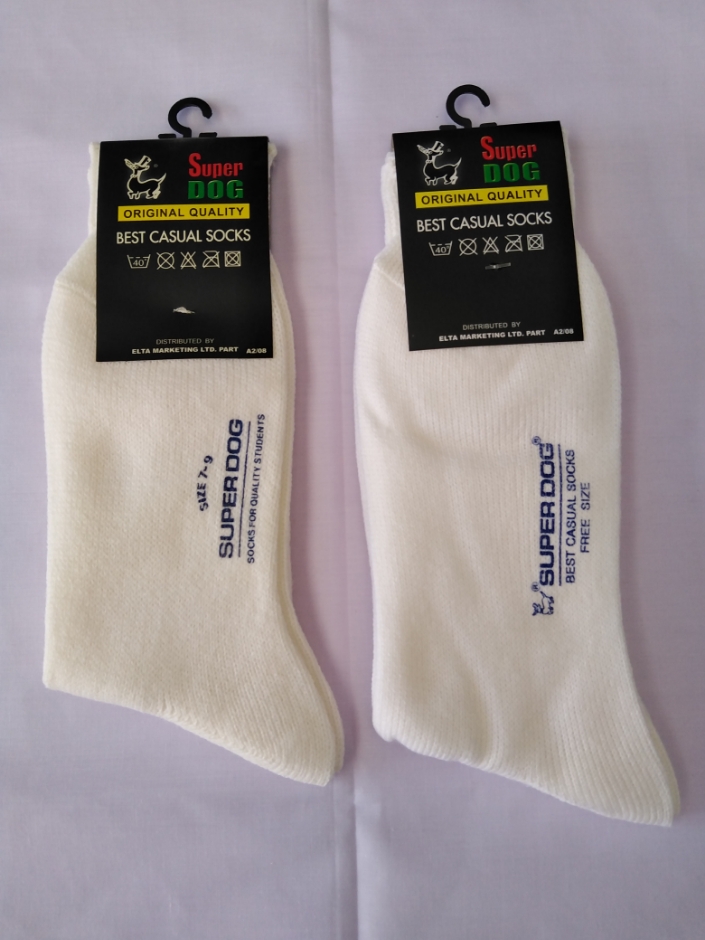 Super
DOG
ORIGINAL QUALITY
BEST CASUAL SOCKS
40°
DISTRIBUTED BY
ELTA MARKETING LTD. PART A2/08
SIZE 7-9
SUPER DOG
SOCKS FOR QUALITY STUDENTS
Super
DOG
ORIGINAL QUALITY
BEST CASUAL SOCKS
40°
DISTRIBUTED BY
ELTA MARKETING LTD. PART A2/08
SUPER DOG®
BEST CASUAL SOCKS
FREE SIZE